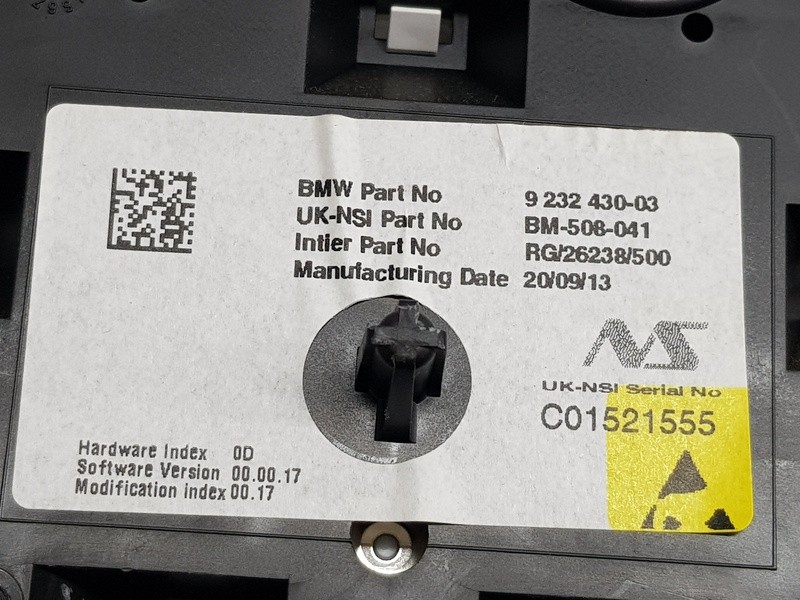 BMW Part No 9 232 430-03
UK-NSI Part No BM-508-041
Intier Part No RG/26238/500
Manufacturing Date 20/09/13
NS
UK-NSI Serial No
C01521555
Hardware Index 0D
Software Version 00.00.17
Modification index 00.17